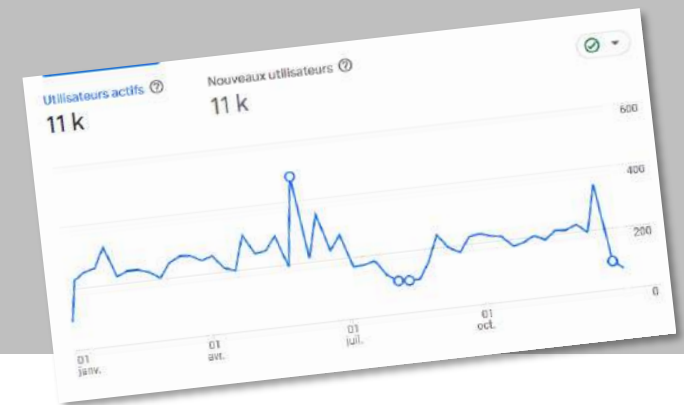 Utilisateurs actifs
11 k
Nouveaux utilisateurs
11 k
600
400
200
0
01
janv.
01
avr.
01
juil.
01
oct.